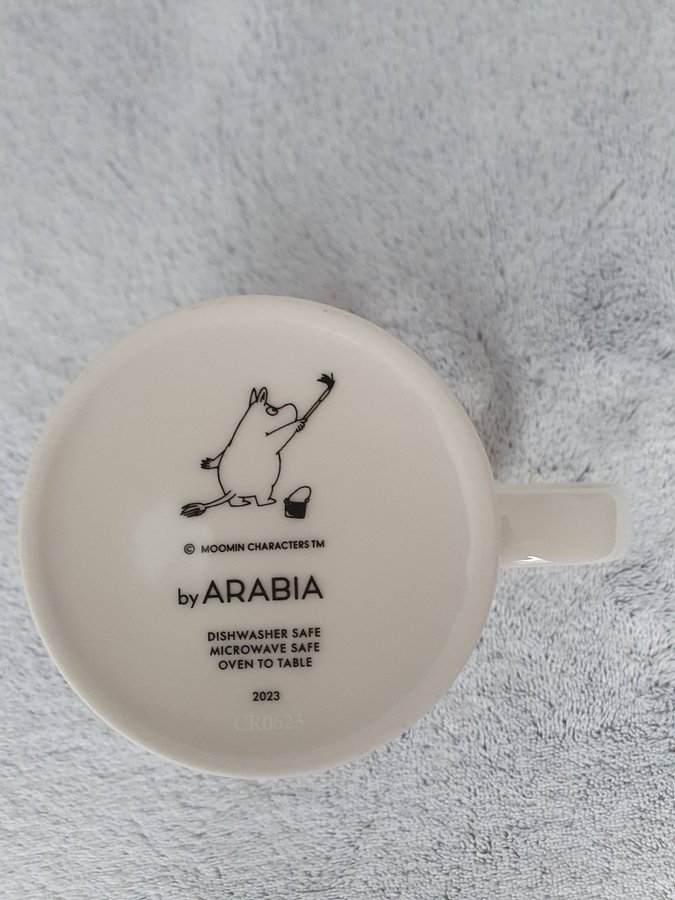 © MOOMIN CHARACTERS TM
by ARABIA
DISHWASHER SAFE
MICROWAVE SAFE
OVEN TO TABLE
2023
CR0623